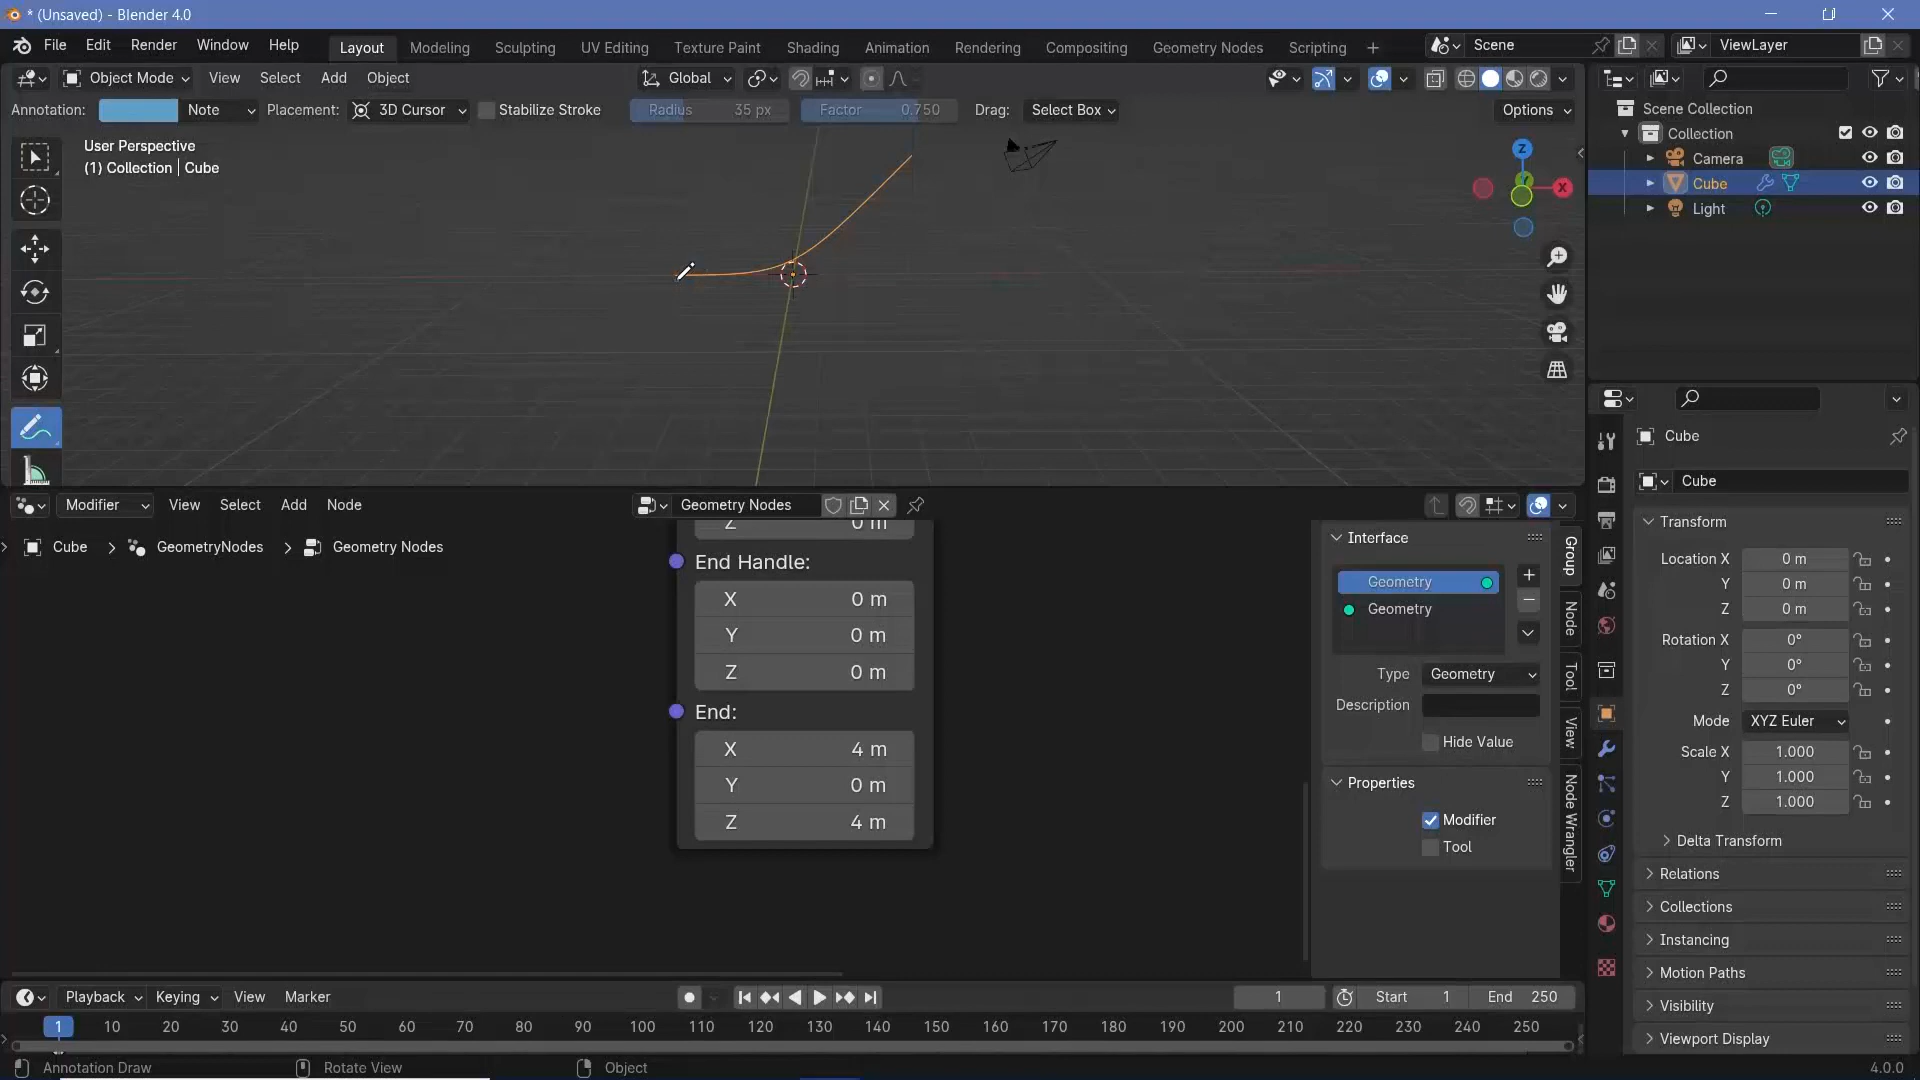 * (Unsaved) - Blender 4.0
File Edit Render Window Help Layout Modeling Sculpting UV Editing Texture Paint Shading Animation Rendering Compositing Geometry Nodes Scripting + Scene ViewLayer
Object Mode View Select Add Object Global
Annotation: Note Placement: 3D Cursor Stabilize Stroke Radius 35 px Factor 0.750 Drag: Select Box Options
User Perspective
(1) Collection | Cube
Z
X
Scene Collection
Collection
Camera
Cube
Light
Modifier View Select Add Node Geometry Nodes
Cube > GeometryNodes > Geometry Nodes
Z 0 m
End Handle:
X 0 m
Y 0 m
Z 0 m
End:
X 4 m
Y 0 m
Z 4 m
Interface
Geometry
Geometry
Type Geometry
Description
Hide Value
Properties
Modifier
Tool
Group
Node
Tool
View
Node Wrangler
Cube
Cube
Transform
Location X 0 m
Y 0 m
Z 0 m
Rotation X 0°
Y 0°
Z 0°
Mode XYZ Euler
Scale X 1.000
Y 1.000
Z 1.000
Delta Transform
Relations
Collections
Instancing
Motion Paths
Visibility
Viewport Display
Playback Keying View Marker 1 Start 1 End 250
1 10 20 30 40 50 60 70 80 90 100 110 120 130 140 150 160 170 180 190 200 210 220 230 240 250
Annotation Draw Rotate View Object 4.0.0